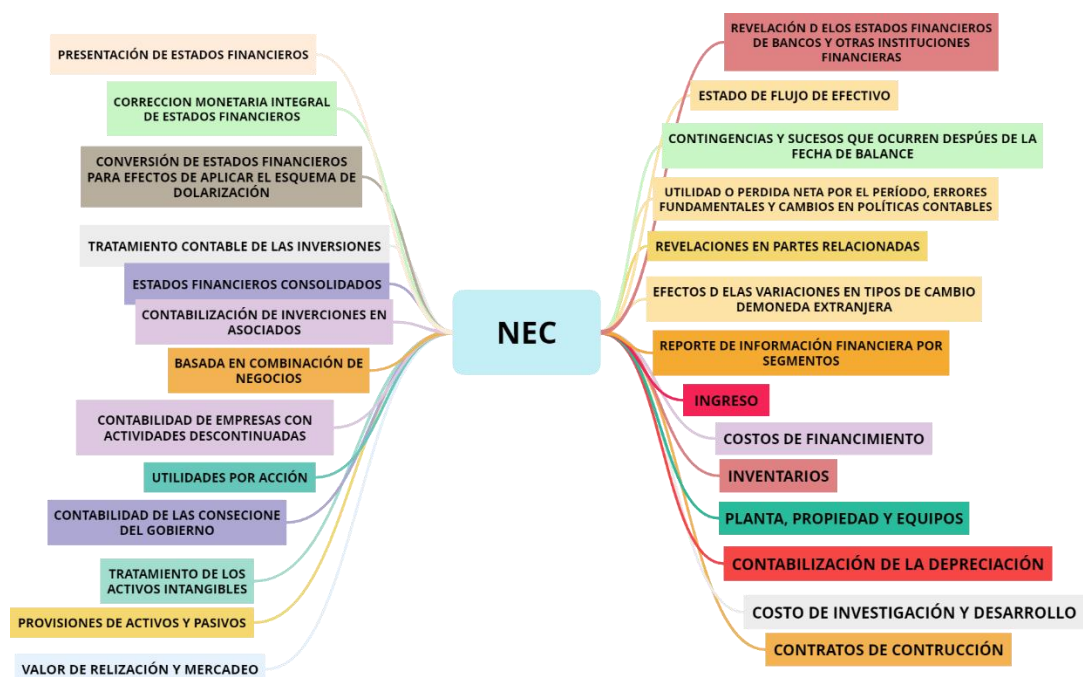 PRESENTACIÓN DE ESTADOS FINANCIEROS
CORRECCION MONETARIA INTEGRAL
DE ESTADOS FINANCIEROS
CONVERSIÓN DE ESTADOS FINANCIEROS
PARA EFECTOS DE APLICAR EL ESQUEMA DE
DOLARIZACIÓN
TRATAMIENTO CONTABLE DE LAS INVERSIONES
ESTADOS FINANCIEROS CONSOLIDADOS
CONTABILIZACIÓN DE INVERCIONES EN
ASOCIADOS
BASADA EN COMBINACIÓN DE
NEGOCIOS
CONTABILIDAD DE EMPRESAS CON
ACTIVIDADES DESCONTINUADAS
UTILIDADES POR ACCIÓN
CONTABILIDAD DE LAS CONSECIONE
DEL GOBIERNO
TRATAMIENTO DE LOS
ACTIVOS INTANGIBLES
PROVISIONES DE ACTIVOS Y PASIVOS
VALOR DE RELIZACIÓN Y MERCADEO
NEC
REVELACIÓN D ELOS ESTADOS FINANCIEROS
DE BANCOS Y OTRAS INSTITUCIONES
FINANCIERAS
ESTADO DE FLUJO DE EFECTIVO
CONTINGENCIAS Y SUCESOS QUE OCURREN DESPÚES DE LA
FECHA DE BALANCE
UTILIDAD O PERDIDA NETA POR EL PERÍODO, ERRORES
FUNDAMENTALES Y CAMBIOS EN POLÍTICAS CONTABLES
REVELACIONES EN PARTES RELACIONADAS
EFECTOS D ELAS VARIACIONES EN TIPOS DE CAMBIO
DEMONEDA EXTRANJERA
REPORTE DE INFORMACIÓN FINANCIERA POR
SEGMENTOS
INGRESO
COSTOS DE FINANCIMIENTO
INVENTARIOS
PLANTA, PROPIEDAD Y EQUIPOS
CONTABILIZACIÓN DE LA DEPRECIACIÓN
COSTO DE INVESTIGACIÓN Y DESARROLLO
CONTRATOS DE CONTRUCCIÓN